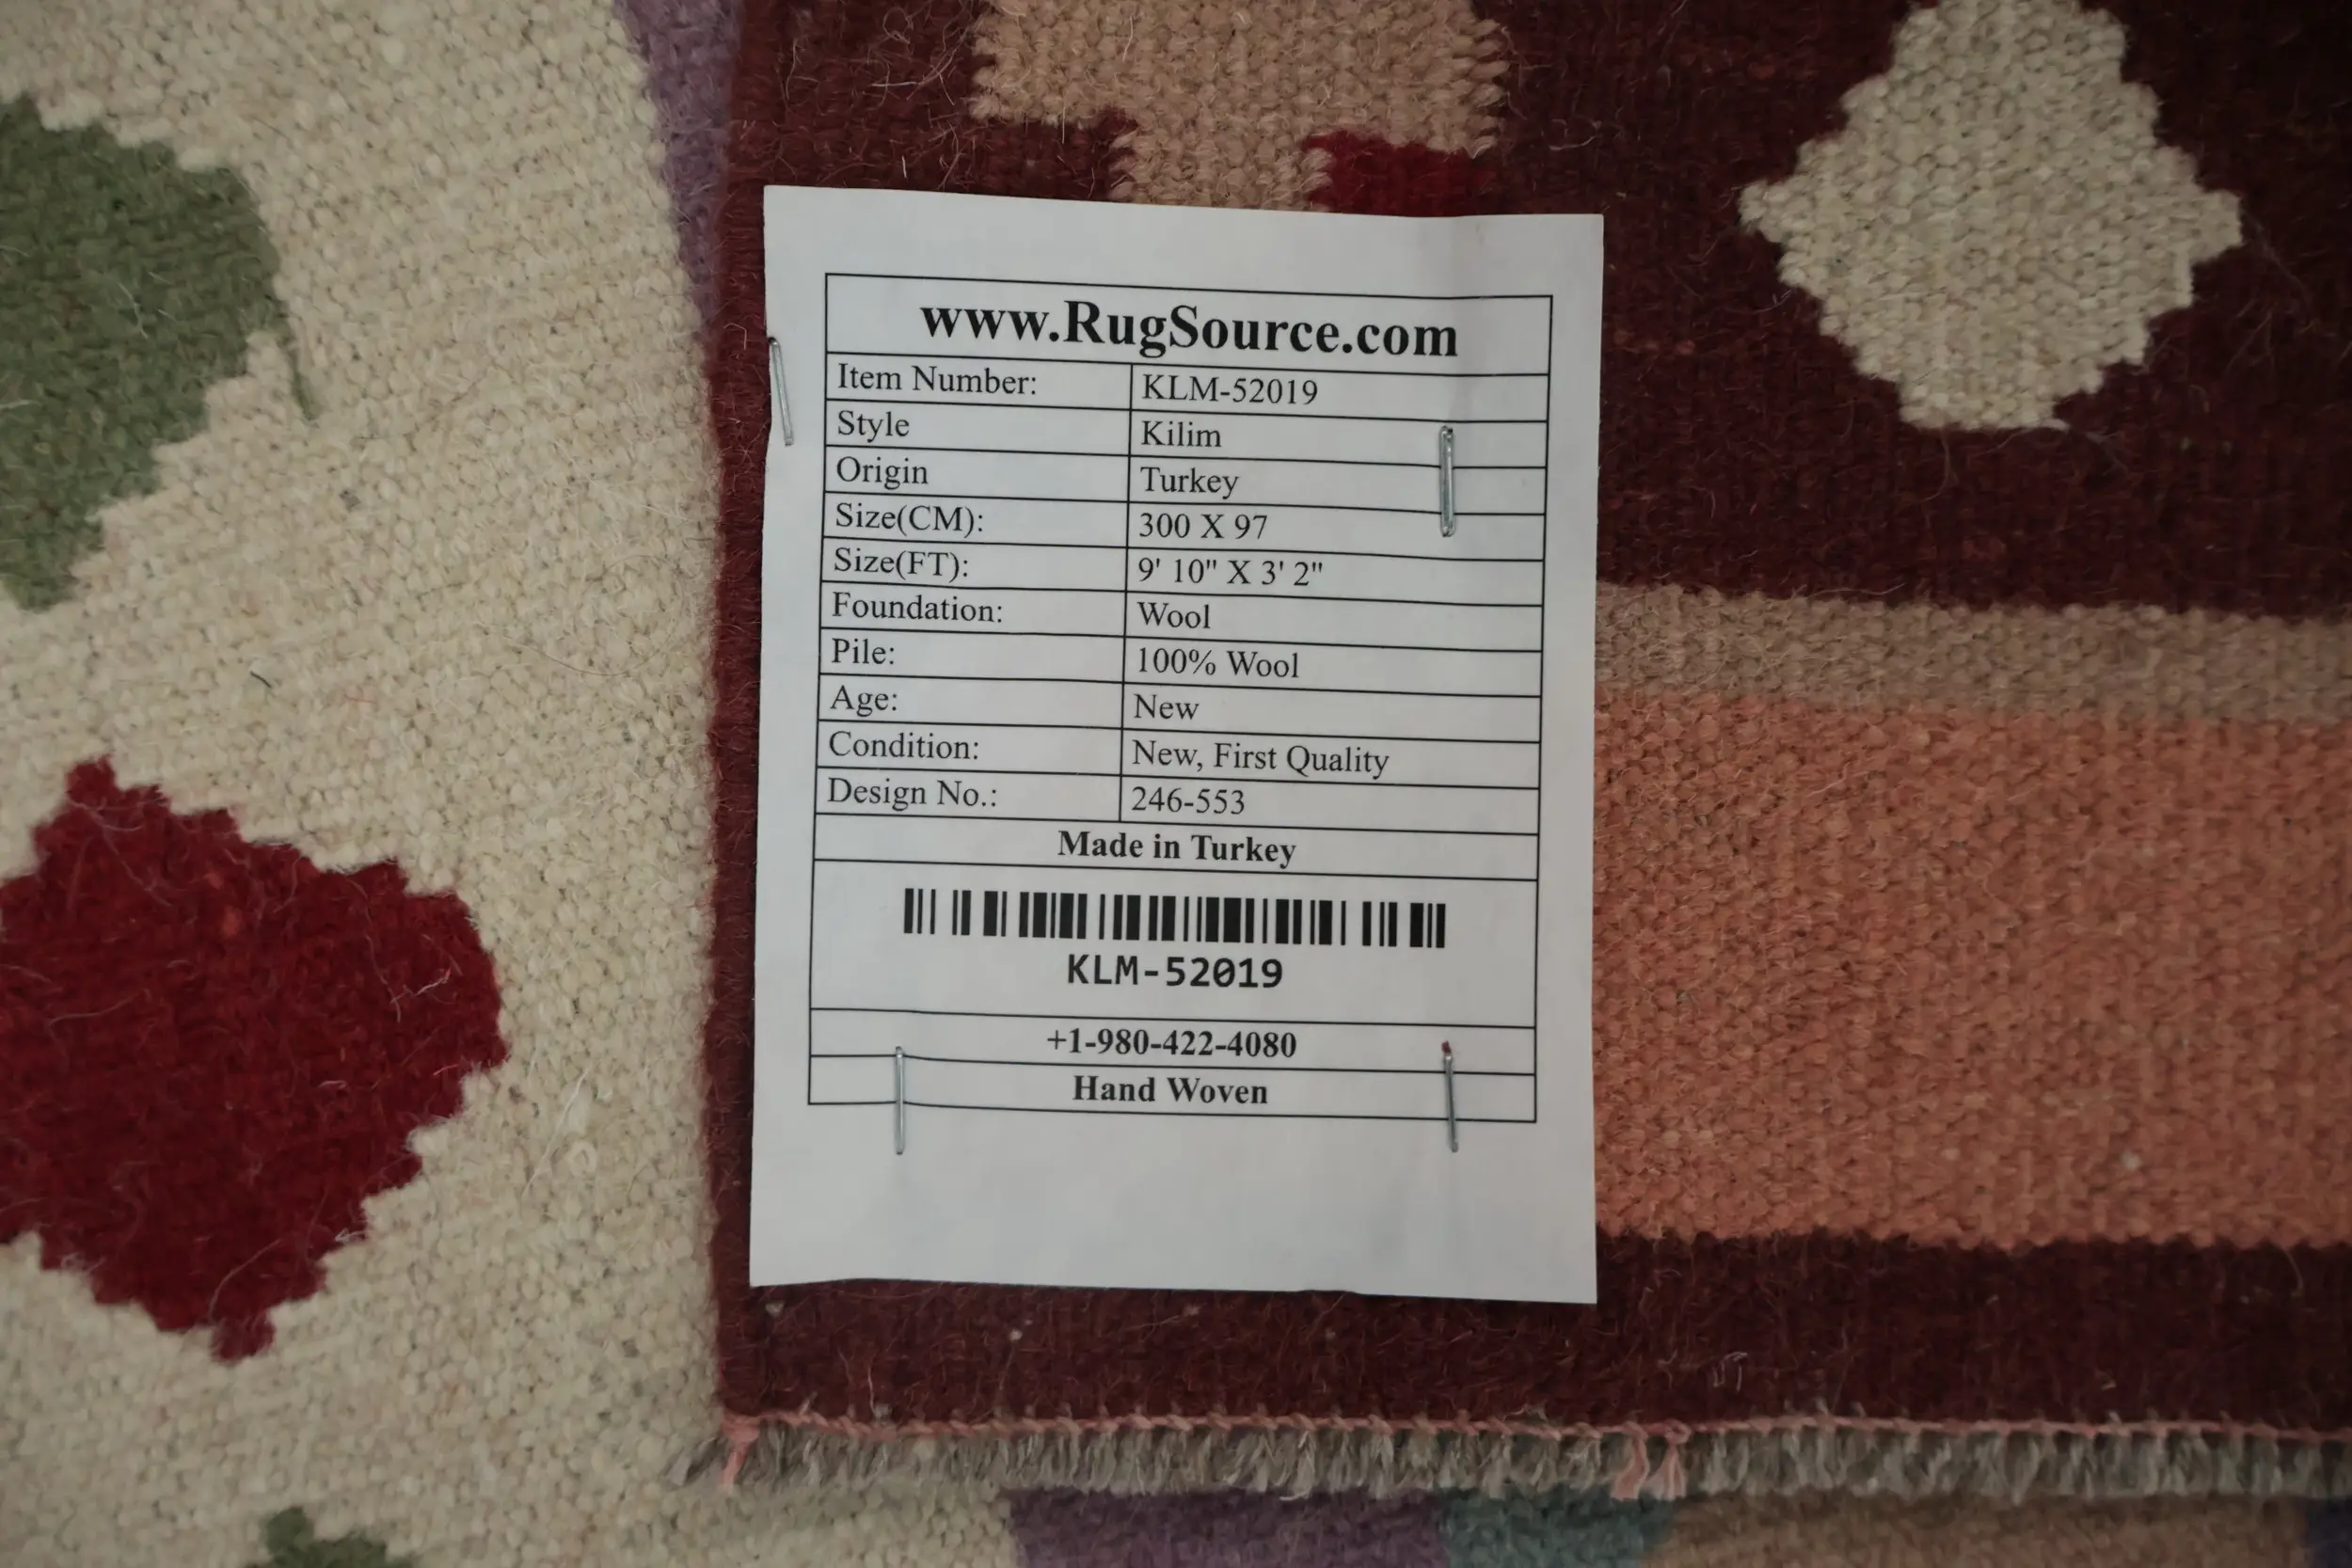 www.RugSource.com
Item Number: KLM-52019
Style Kilim
Origin Turkey
Size(CM): 300 X 97
Size(FT): 9' 10" X 3' 2"
Foundation: Wool
Pile: 100% Wool
Age: New
Condition: New, First Quality
Design No.: 246-553
Made in Turkey
KLM-52019
+1-980-422-4080
Hand Woven